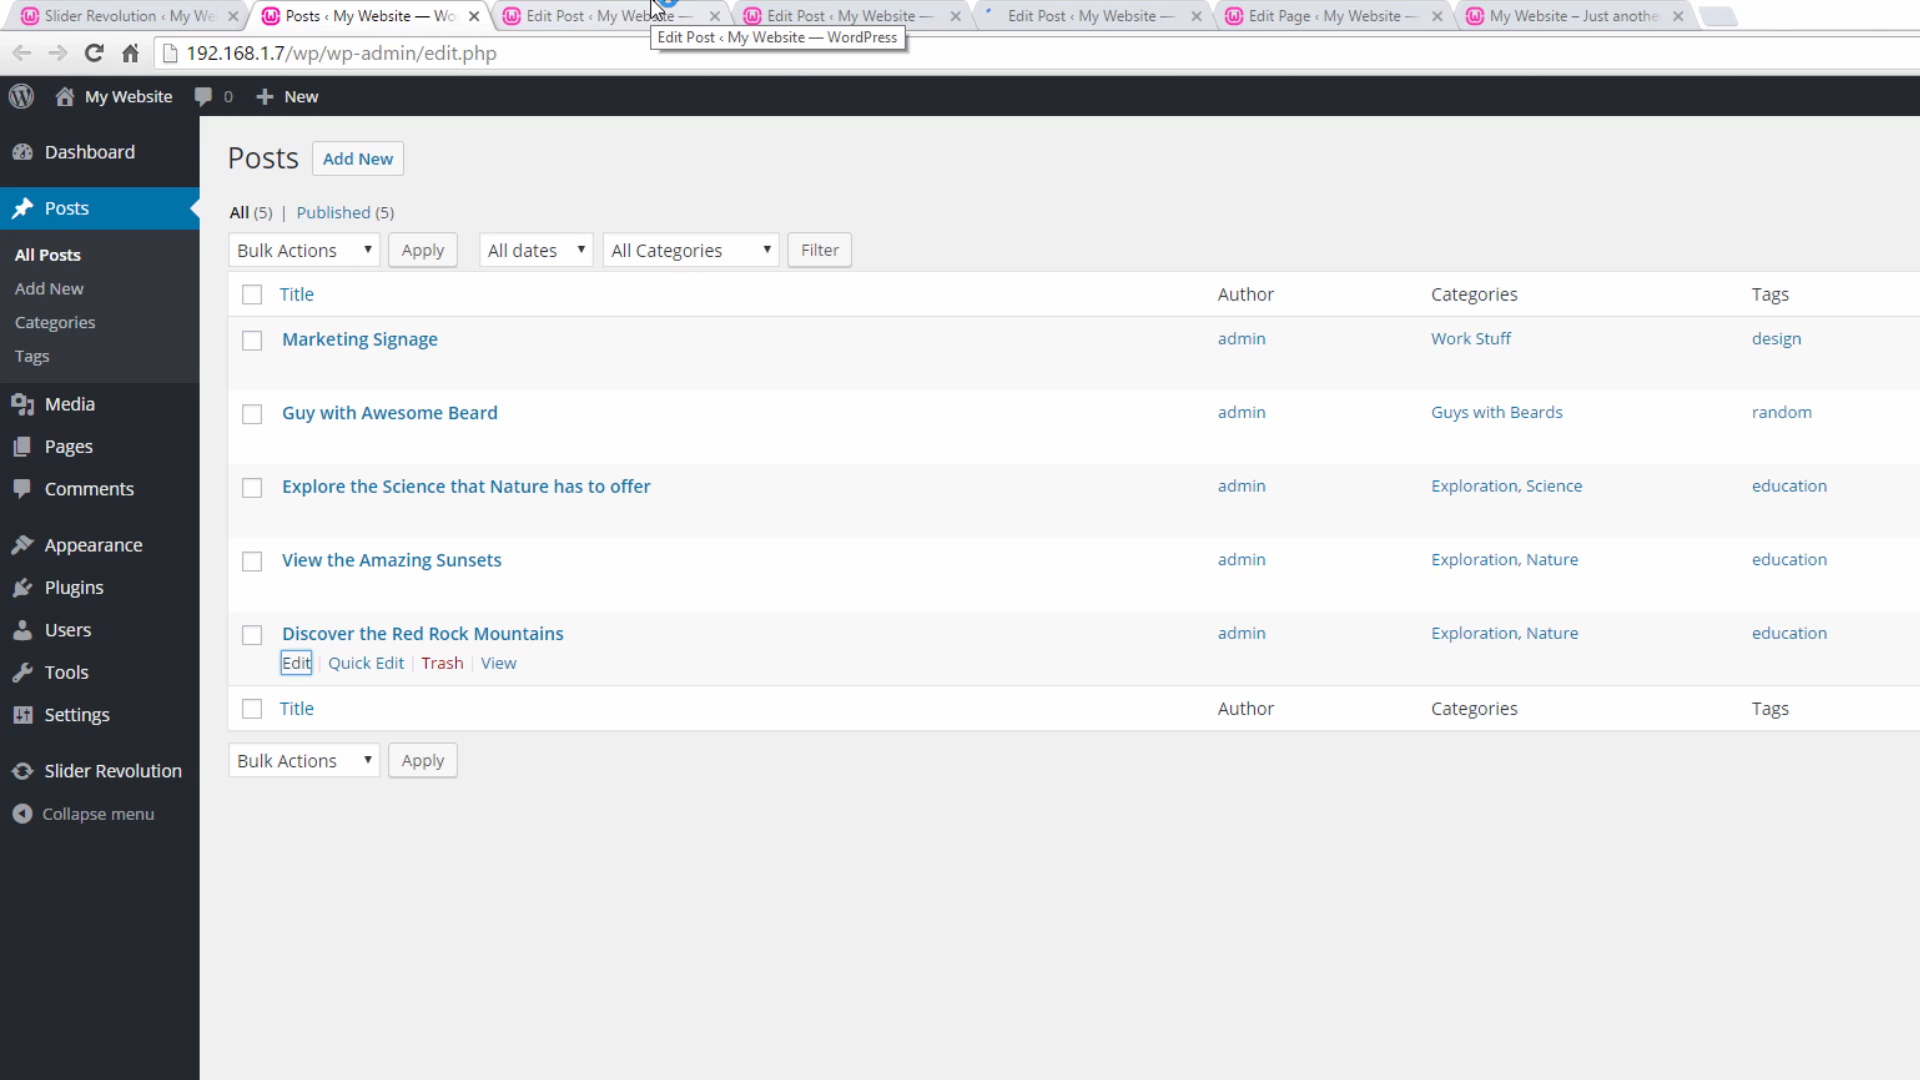 Slider Revolution ‹ My We
Posts ‹ My Website — Wo
Edit Post ‹ My Website —
Edit Post ‹ My Website —
Edit Post ‹ My Website —
Edit Page ‹ My Website —
My Website – Just anothe
Edit Post ‹ My Website — WordPress
192.168.1.7/wp/wp-admin/edit.php
My Website 0 + New
Dashboard
Posts
All Posts
Add New
Categories
Tags
Media
Pages
Comments
Appearance
Plugins
Users
Tools
Settings
Slider Revolution
Collapse menu
Posts Add New
All (5) | Published (5)
Bulk Actions Apply All dates All Categories Filter
Title Author Categories Tags
Marketing Signage admin Work Stuff design
Guy with Awesome Beard admin Guys with Beards random
Explore the Science that Nature has to offer admin Exploration, Science education
View the Amazing Sunsets admin Exploration, Nature education
Discover the Red Rock Mountains admin Exploration, Nature education
Edit | Quick Edit | Trash | View
Title Author Categories Tags
Bulk Actions Apply